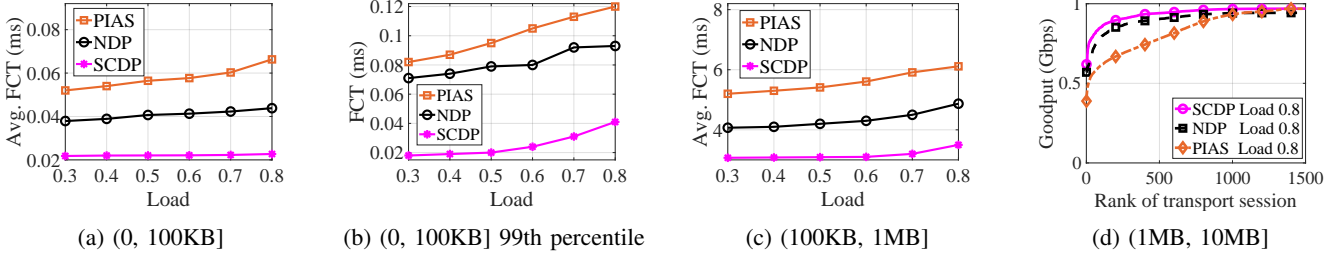 Avg. FCT (ms)
0.08
0.06
0.04
0.02
PIAS
NDP
SCDP
0.3 0.4 0.5 0.6 0.7 0.8
Load
(a) (0, 100KB]
FCT (ms)
0.12
0.1
0.08
0.06
0.04
0.02
PIAS
NDP
SCDP
0.3 0.4 0.5 0.6 0.7 0.8
Load
(b) (0, 100KB] 99th percentile
Avg. FCT (ms)
8
6
4
PIAS
NDP
SCDP
0.3 0.4 0.5 0.6 0.7 0.8
Load
(c) (100KB, 1MB]
Goodput (Gbps)
1
0.5
0
SCDP Load 0.8
NDP Load 0.8
PIAS Load 0.8
0 500 1000 1500
Rank of transport session
(d) (1MB, 10MB]